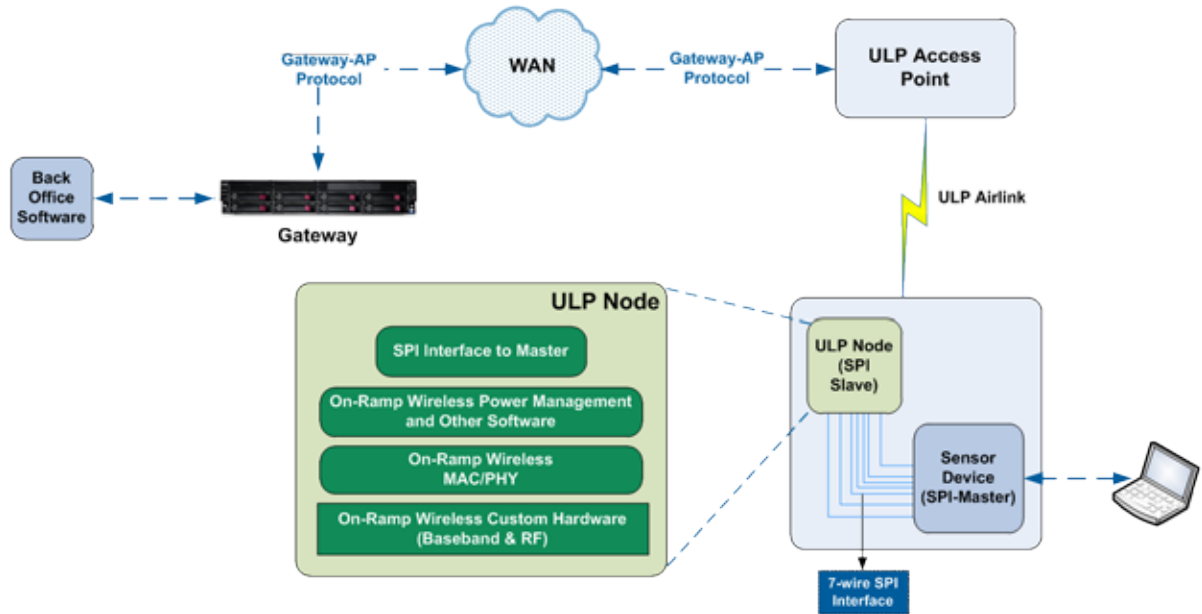 Gateway-AP
Protocol
WAN
Gateway-AP
Protocol
ULP Access
Point
Back
Office
Software
Gateway
ULP Airlink
ULP Node
SPI Interface to Master
On-Ramp Wireless Power Management
and Other Software
On-Ramp Wireless
MAC/PHY
On-Ramp Wireless Custom Hardware
(Baseband & RF)
ULP Node
(SPI
Slave)
Sensor
Device
(SPI-Master)
7-wire SPI
Interface